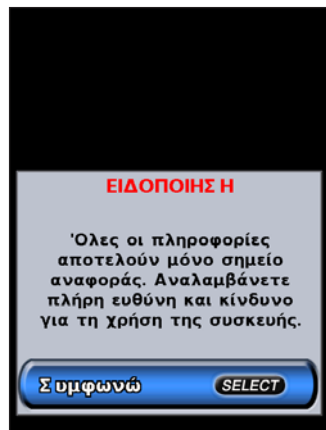 ΕΙΔΟΠΟΙΗΣ Η
Όλες οι πληροφορίες
αποτελούν μόνο σημείο
αναφοράς. Αναλαμβάνετε
πλήρη ευθύνη και κίνδυνο
για τη χρήση της συσκευής.
Σ υμφωνώ SELECT